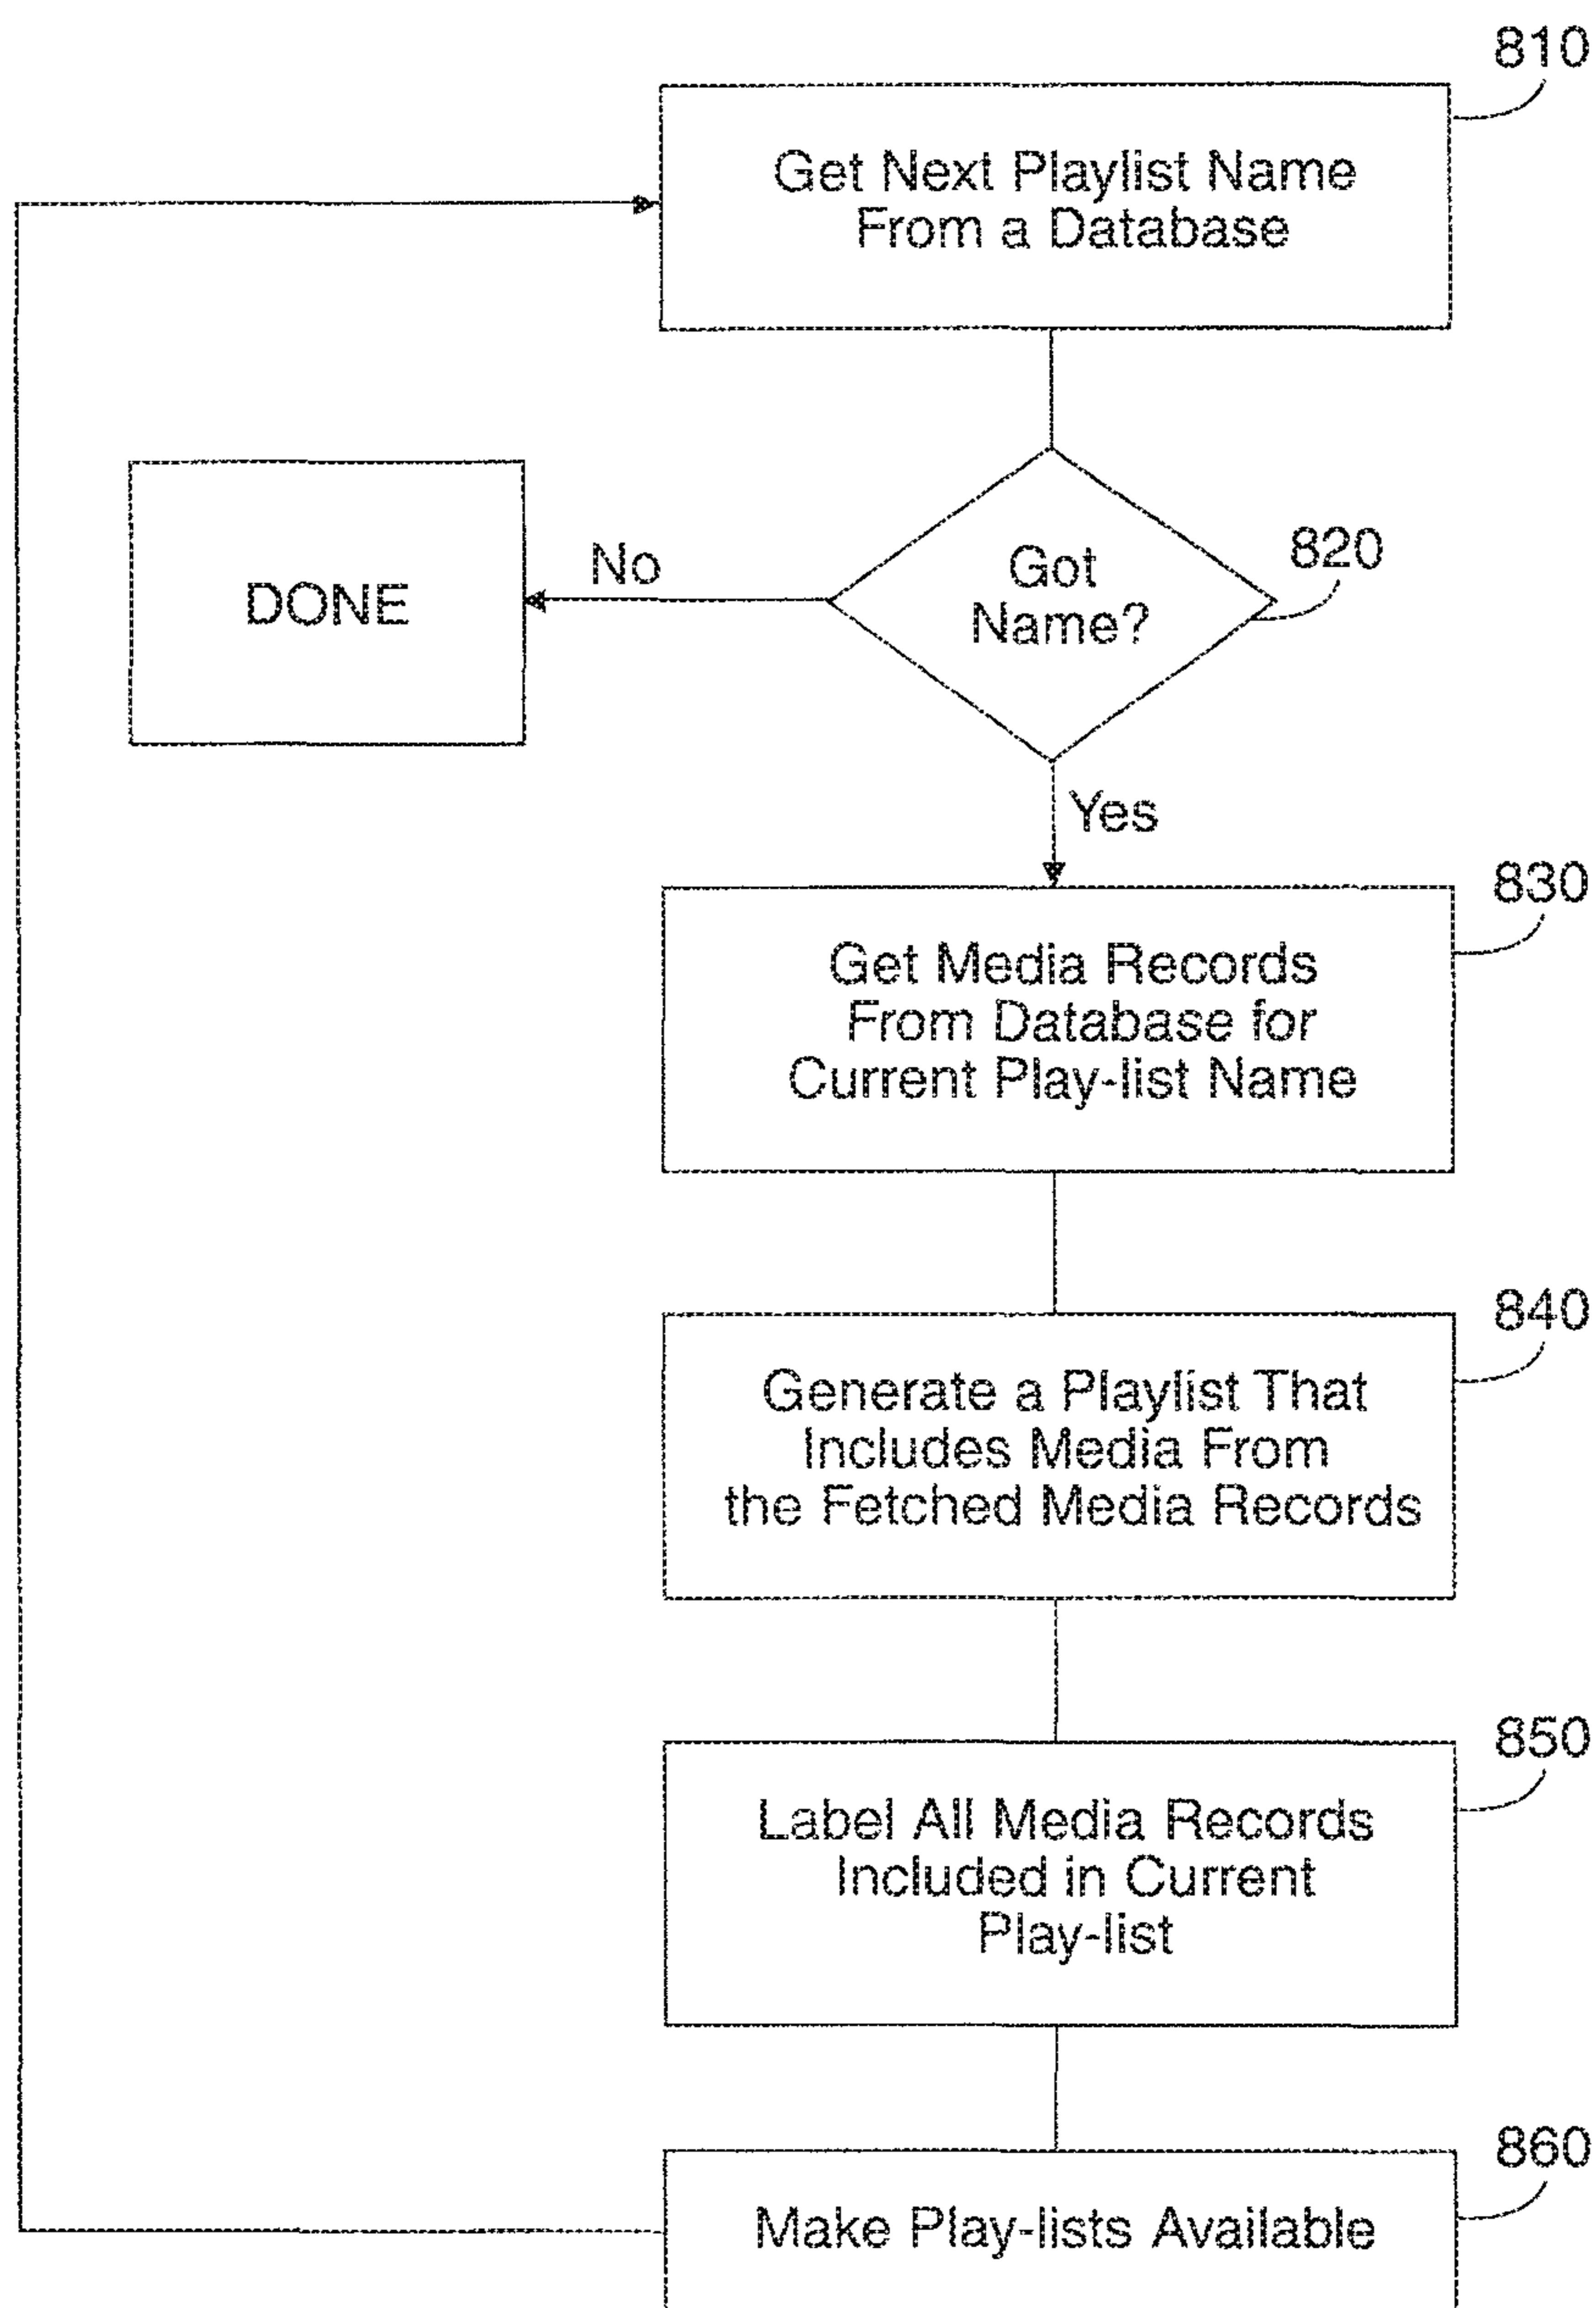 810
Get Next Playlist Name
From a Database
820
Got
Name?
No
DONE
Yes
830
Get Media Records
From Database for
Current Play-list Name
840
Generate a Playlist That
Includes Media From
the Fetched Media Records
850
Label All Media Records
Included in Current
Play-list
860
Make Play-lists Available